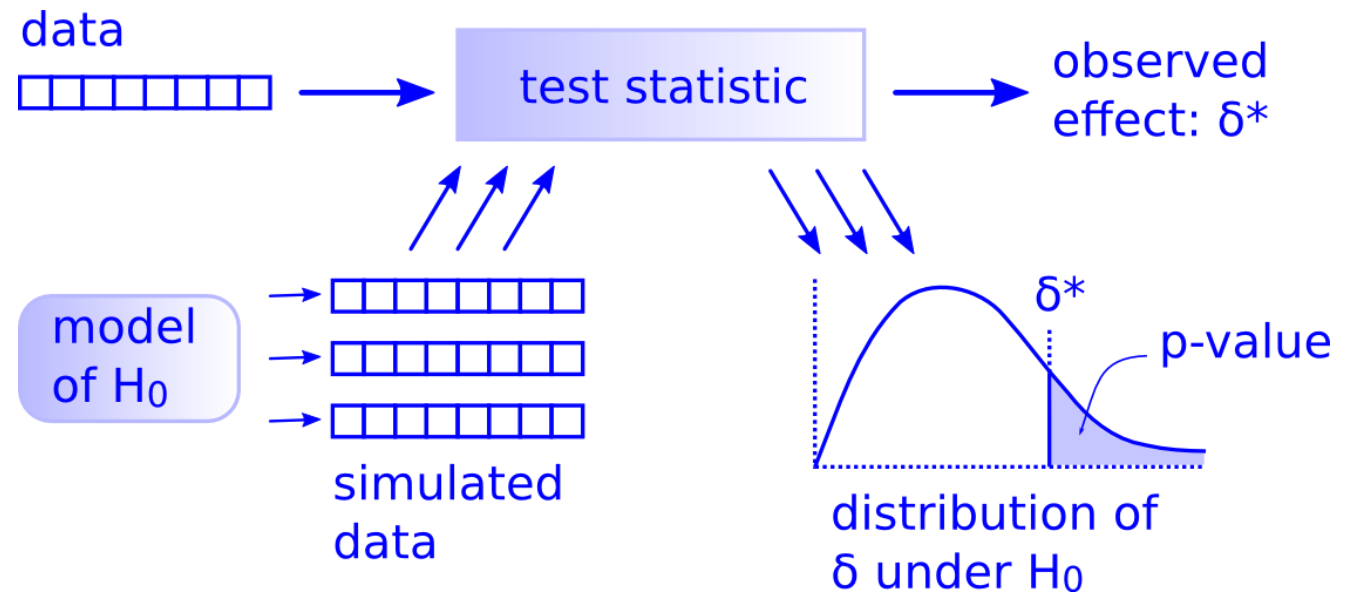 data
test statistic
observed
effect: δ*
model
of H₀
simulated
data
δ*
p-value
distribution of
δ under H₀